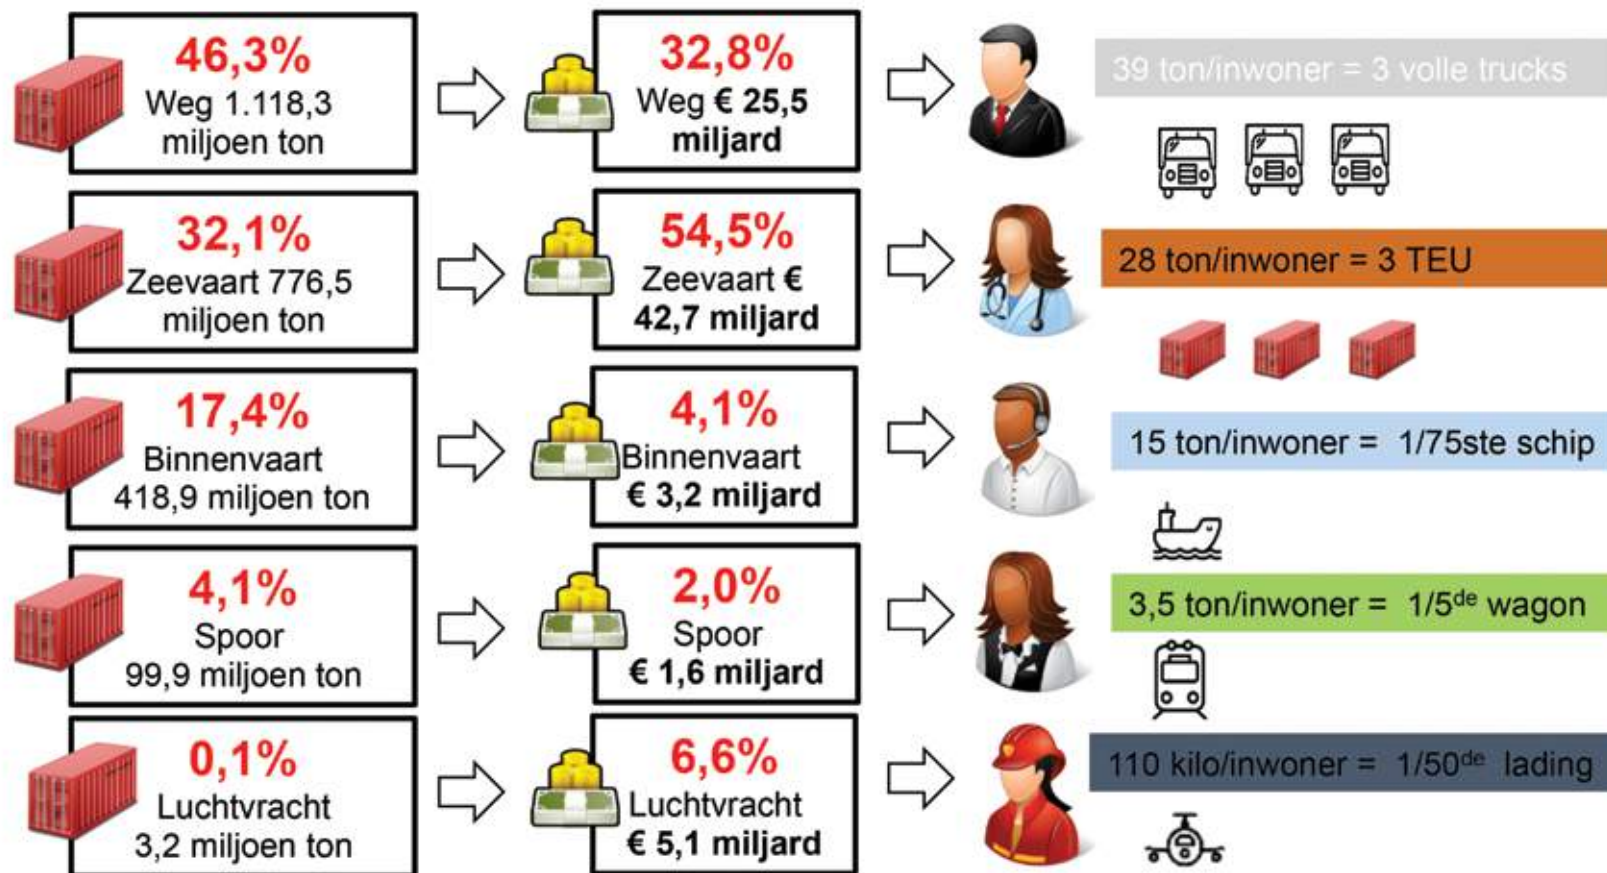 46,3%
Weg 1.118,3
miljoen ton
32,8%
Weg € 25,5
miljard
39 ton/inwoner = 3 volle trucks
32,1%
Zeevaart 776,5
miljoen ton
54,5%
Zeevaart €
42,7 miljard
28 ton/inwoner = 3 TEU
17,4%
Binnenvaart
418,9 miljoen ton
4,1%
Binnenvaart
€ 3,2 miljard
15 ton/inwoner = 1/75ste schip
4,1%
Spoor
99,9 miljoen ton
2,0%
Spoor
€ 1,6 miljard
3,5 ton/inwoner = 1/5de wagon
0,1%
Luchtvracht
3,2 miljoen ton
6,6%
Luchtvracht
€ 5,1 miljard
110 kilo/inwoner = 1/50de lading